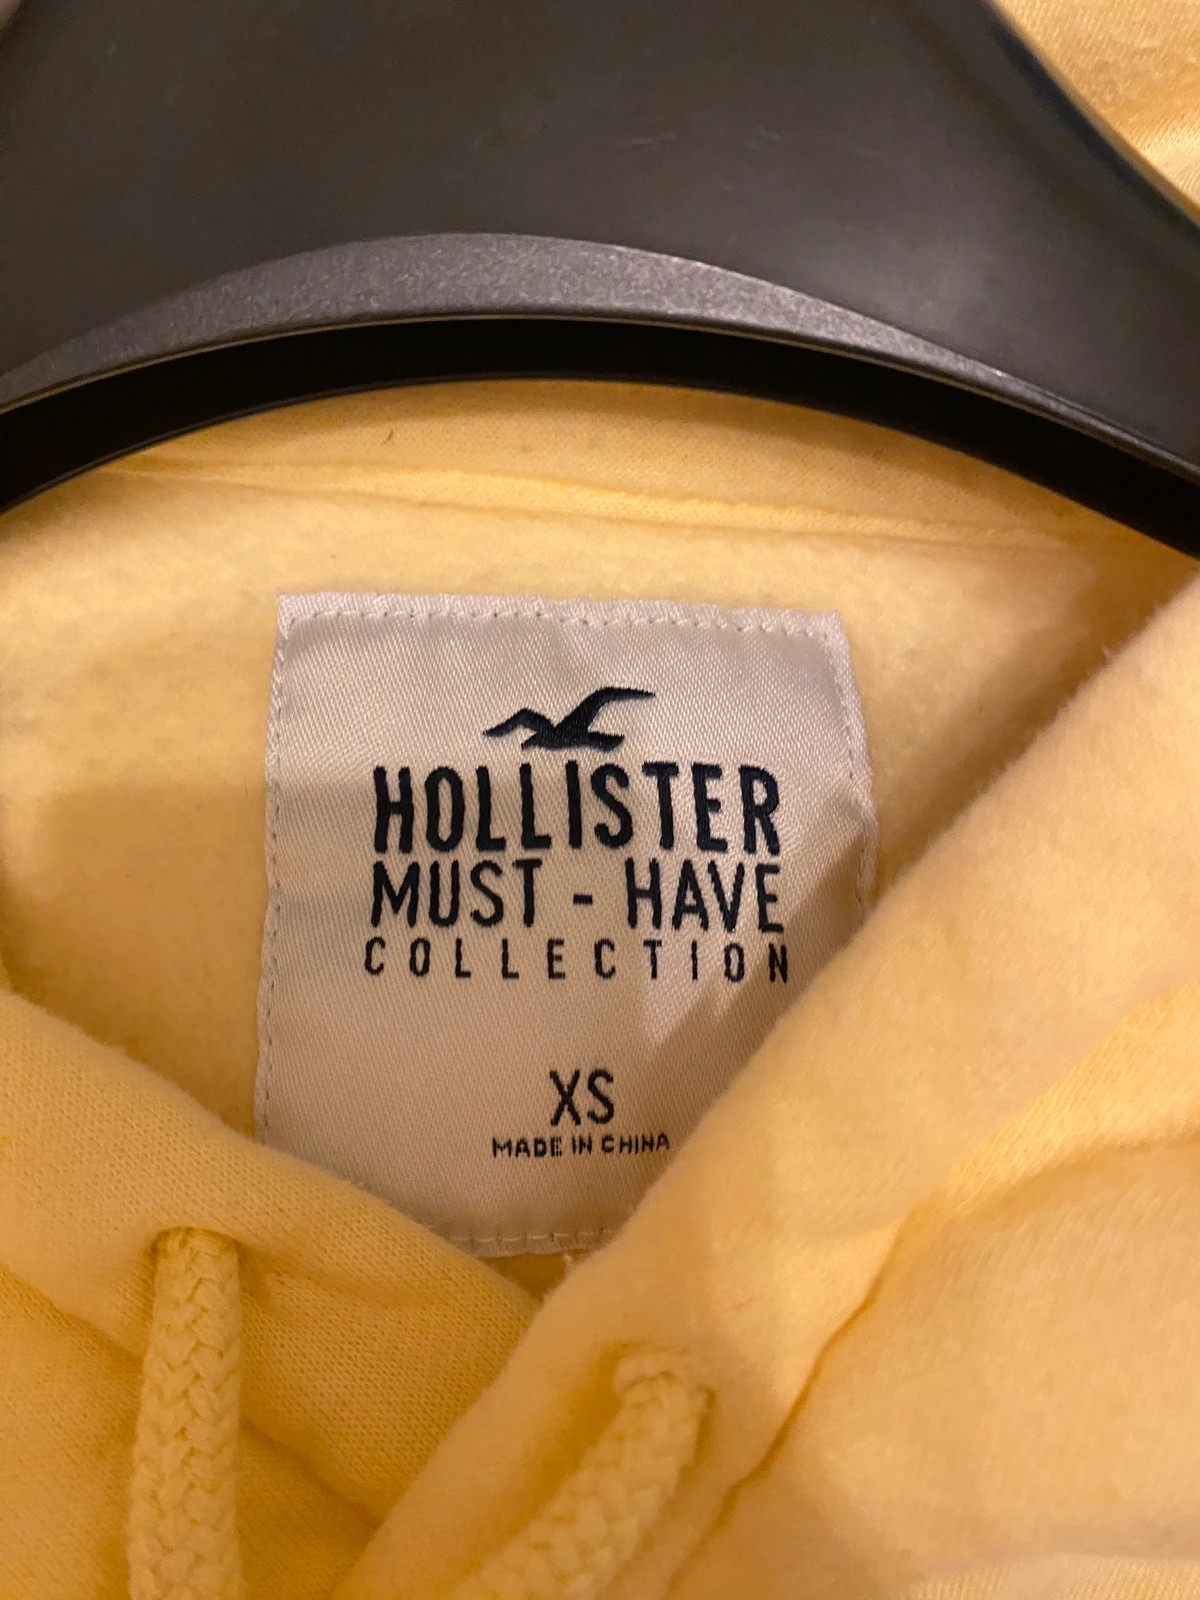 HOLLISTER
MUST - HAVE
COLLECTION
XS
MADE IN CHINA